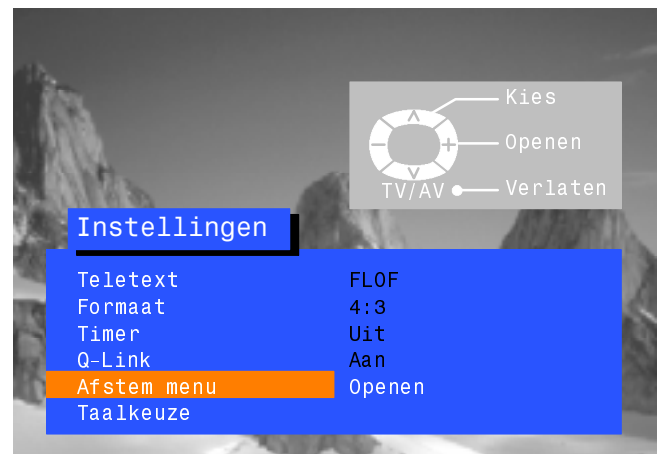 Kies
Openen
TV/AV Verlaten
Instellingen
Teletext FLOF
Formaat 4:3
Timer Uit
Q-Link Aan
Afstem menu Openen
Taalkeuze